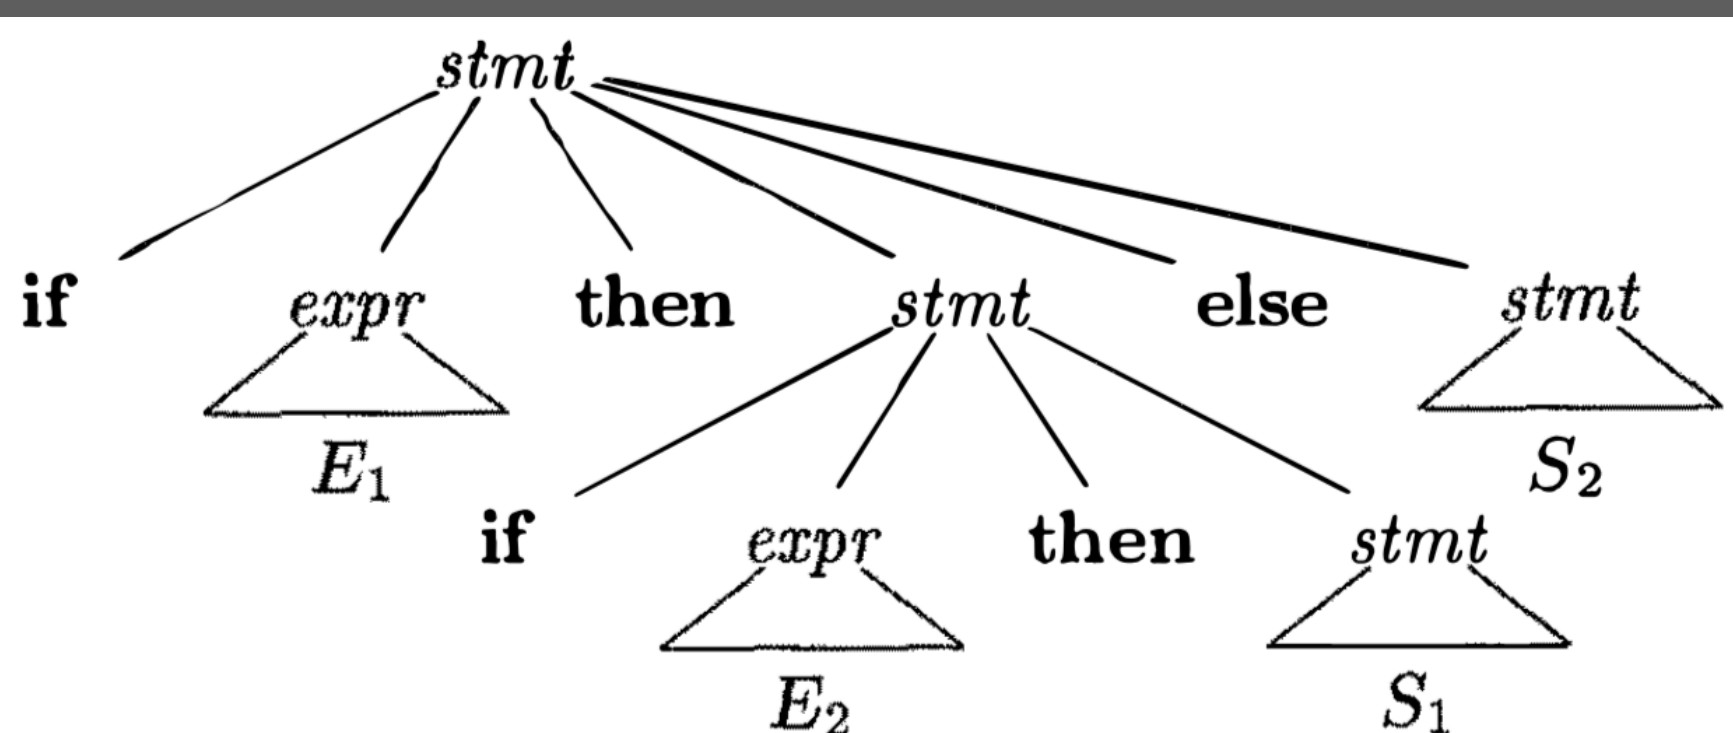 stmt
if expr then stmt else stmt
E₁ S₂
if expr then stmt
E₂ S₁